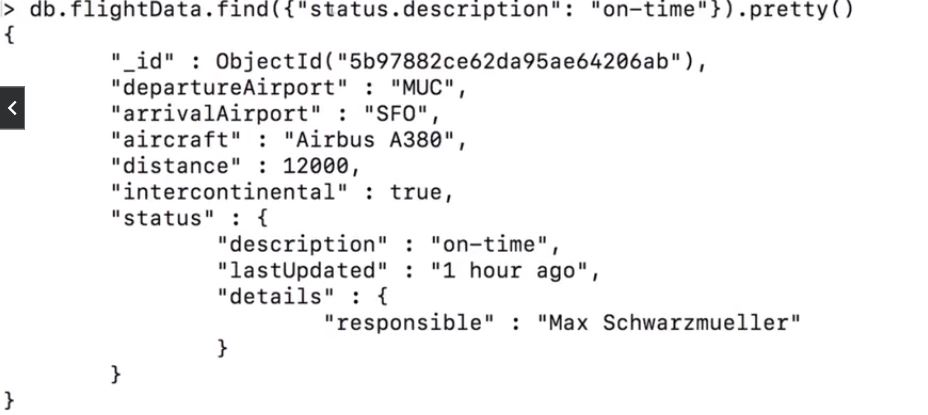 > db.flightData.find({"status.description": "on-time"}).pretty()
{
        "_id" : ObjectId("5b97882ce62da95ae64206ab"),
        "departureAirport" : "MUC",
        "arrivalAirport" : "SFO",
        "aircraft" : "Airbus A380",
        "distance" : 12000,
        "intercontinental" : true,
        "status" : {
                "description" : "on-time",
                "lastUpdated" : "1 hour ago",
                "details" : {
                        "responsible" : "Max Schwarzmueller"
                }
        }
}